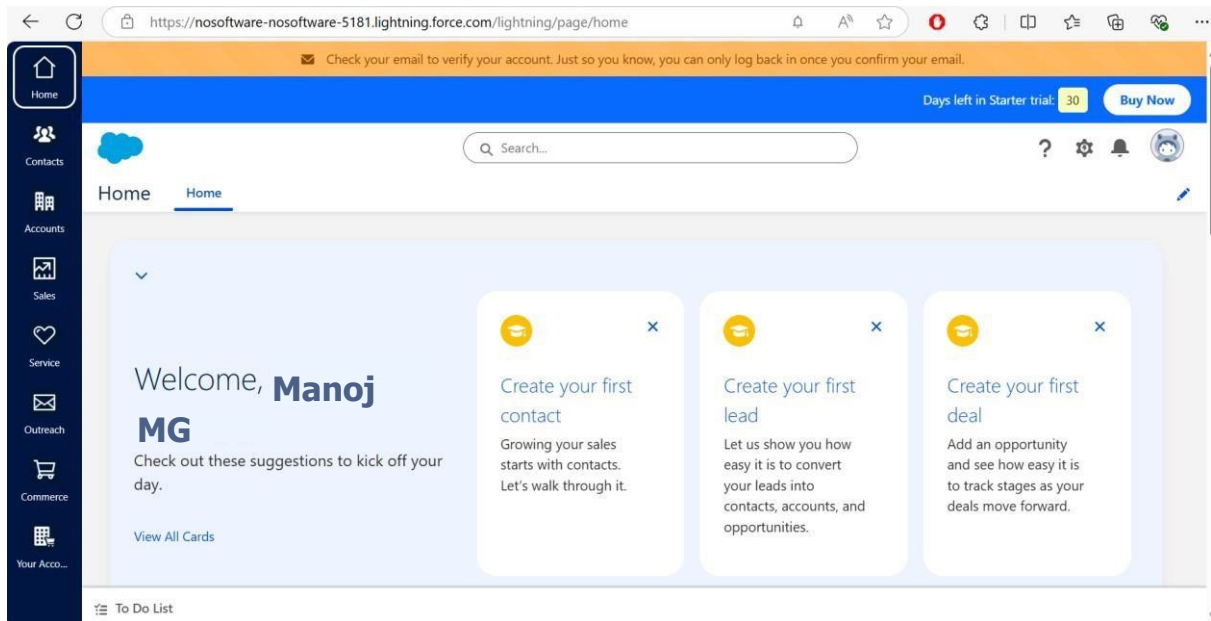 https://nosoftware-nosoftware-5181.lightning.force.com/lightning/page/home
Check your email to verify your account. Just so you know, you can only log back in once you confirm your email.
Days left in Starter trial: 30 Buy Now
Search...
Home Home
Home
Contacts
Accounts
Sales
Service
Outreach
Commerce
Your Acco...
Welcome, Manoj
MG
Check out these suggestions to kick off your
day.
View All Cards
Create your first
contact
Growing your sales
starts with contacts.
Let's walk through it.
Create your first
lead
Let us show you how
easy it is to convert
your leads into
contacts, accounts, and
opportunities.
Create your first
deal
Add an opportunity
and see how easy it is
to track stages as your
deals move forward.
To Do List